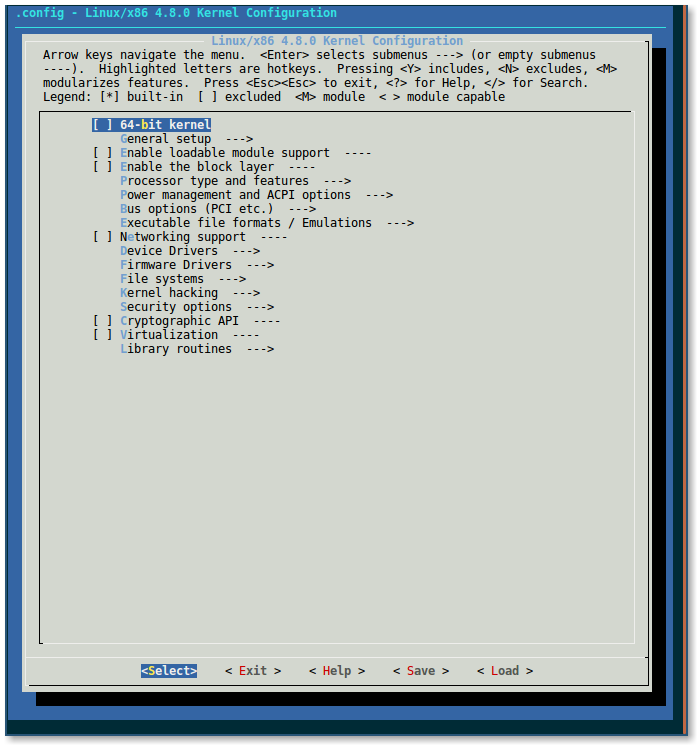 .config - Linux/x86 4.8.0 Kernel Configuration
Linux/x86 4.8.0 Kernel Configuration
Arrow keys navigate the menu.  <Enter> selects submenus ---> (or empty submenus
----).  Highlighted letters are hotkeys.  Pressing <Y> includes, <N> excludes, <M>
modularizes features.  Press <Esc><Esc> to exit, <?> for Help, </> for Search.
Legend: [*] built-in  [ ] excluded  <M> module  < > module capable
[ ] 64-bit kernel
General setup  --->
[ ] Enable loadable module support  ----
[ ] Enable the block layer  ----
Processor type and features  --->
Power management and ACPI options  --->
Bus options (PCI etc.)  --->
Executable file formats / Emulations  --->
[ ] Networking support  ----
Device Drivers  --->
Firmware Drivers  --->
File systems  --->
Kernel hacking  --->
Security options  --->
[ ] Cryptographic API  ----
[ ] Virtualization  ----
Library routines  --->
<Select>    < Exit >    < Help >    < Save >    < Load >